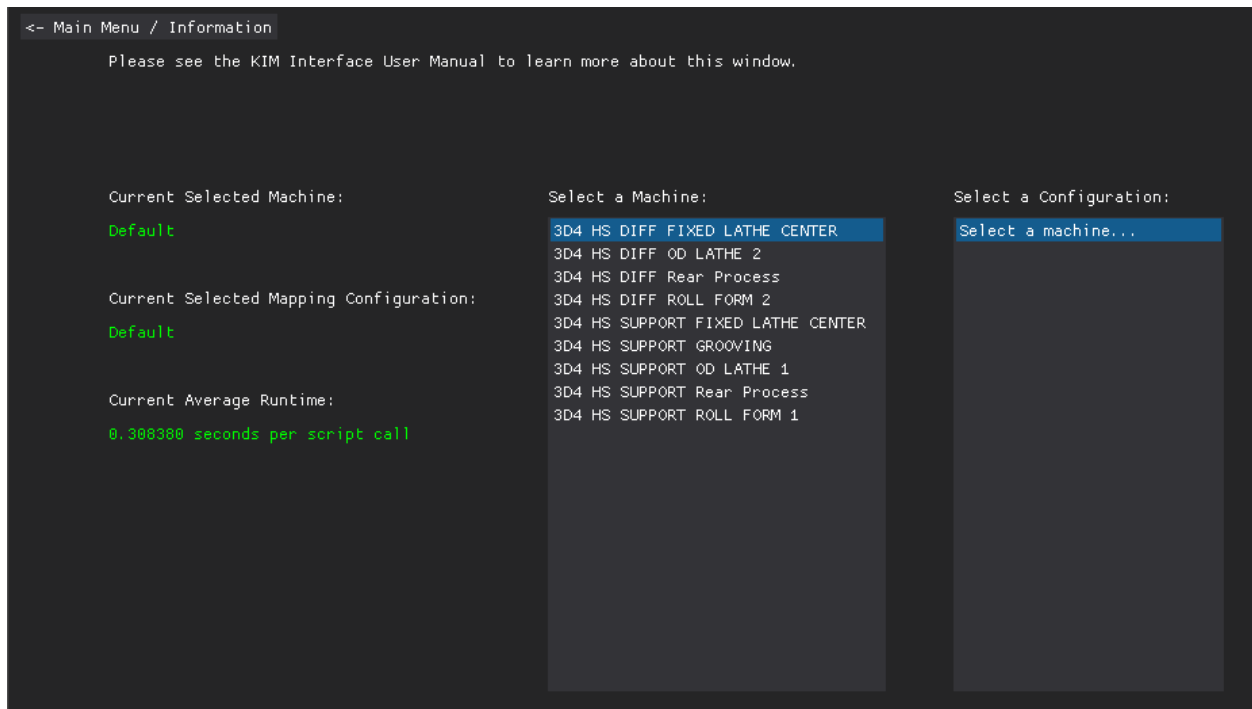 <- Main Menu / Information
Please see the KIM Interface User Manual to learn more about this window.
Current Selected Machine:
Default
Current Selected Mapping Configuration:
Default
Current Average Runtime:
0.308380 seconds per script call
Select a Machine:
3D4 HS DIFF FIXED LATHE CENTER
3D4 HS DIFF OD LATHE 2
3D4 HS DIFF Rear Process
3D4 HS DIFF ROLL FORM 2
3D4 HS SUPPORT FIXED LATHE CENTER
3D4 HS SUPPORT GROOVING
3D4 HS SUPPORT OD LATHE 1
3D4 HS SUPPORT Rear Process
3D4 HS SUPPORT ROLL FORM 1
Select a Configuration:
Select a machine...